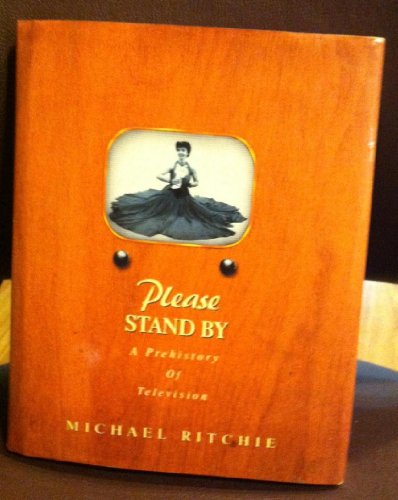 Please
STAND BY
A Prehistory
Of
Television
MICHAEL RITCHIE